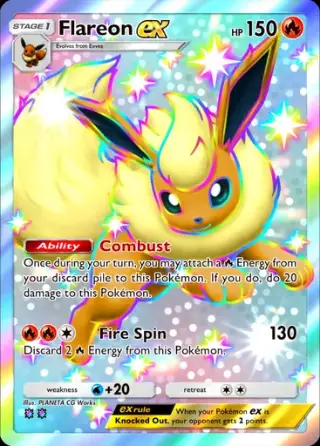 STAGE 1 Flareon ex HP 150
Evolves from Eevee
Ability Combust
Once during your turn, you may attach a Energy from
your discard pile to this Pokémon. If you do, do 20
damage to this Pokémon.
Fire Spin 130
Discard 2 Energy from this Pokémon.
weakness +20 retreat
Illus. PLANETA CG Works
ex rule When your Pokémon ex is
Knocked Out, your opponent gets 2 points.